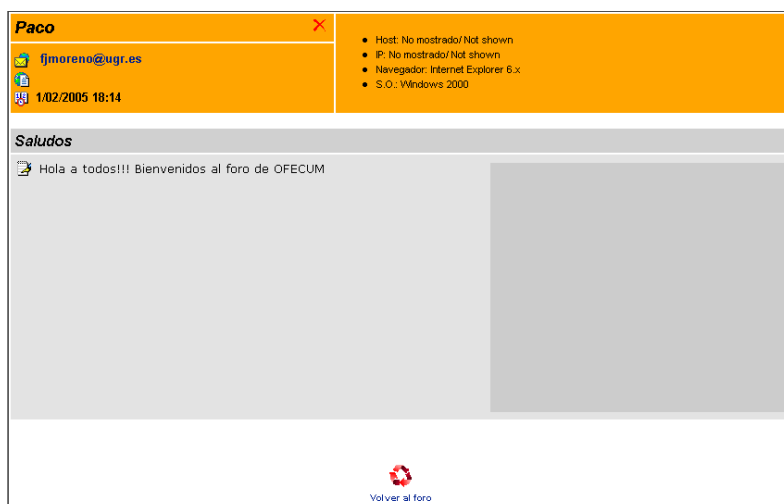 Paco
fjmoreno@ugr.es
1/02/2005 18:14
Host: No mostrado/ Not shown
IP: No mostrado/ Not shown
Navegador: Internet Explorer 6.x
S.O.: Windows 2000
Saludos
Hola a todos!!! Bienvenidos al foro de OFECUM
Volver al foro